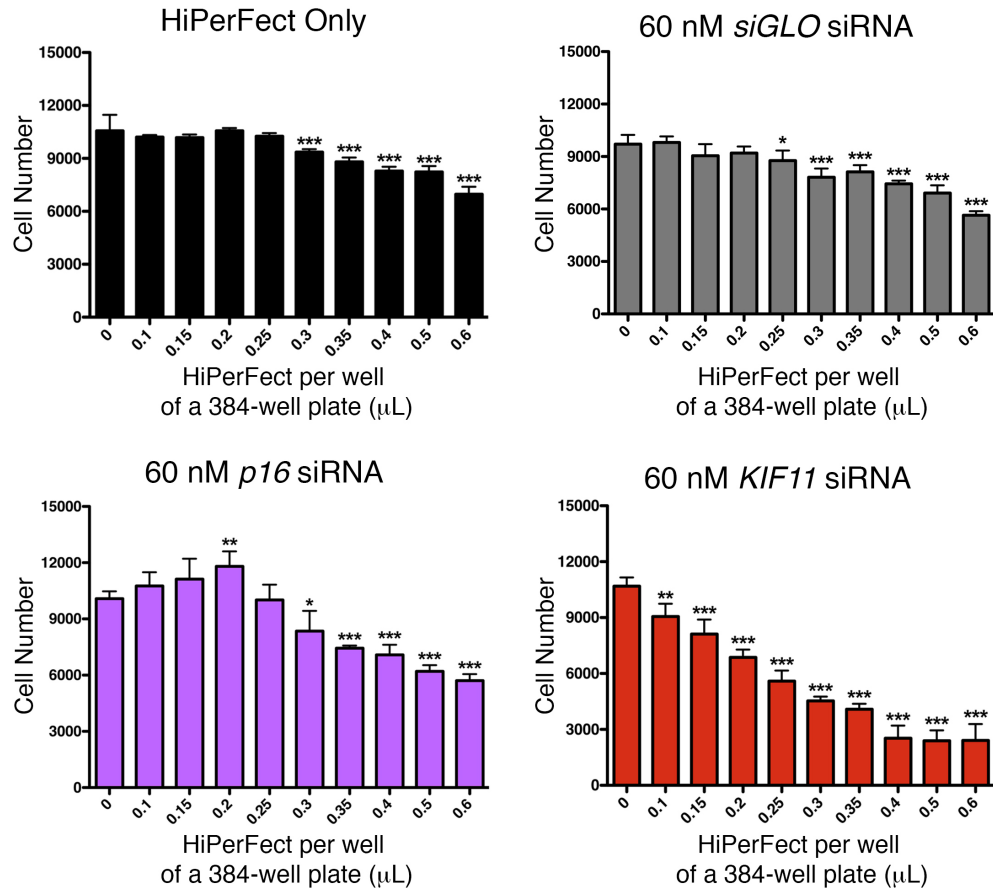 HiPerFect Only
15000
12000
9000
6000
3000
0
Cell Number
*** *** *** *** ***
0 0.1 0.15 0.2 0.25 0.3 0.35 0.4 0.5 0.6
HiPerFect per well
of a 384-well plate (μL)
60 nM siGLO siRNA
15000
12000
9000
6000
3000
0
Cell Number
* *** *** *** *** ***
0 0.1 0.15 0.2 0.25 0.3 0.35 0.4 0.5 0.6
HiPerFect per well
of a 384-well plate (μL)
60 nM p16 siRNA
15000
12000
9000
6000
3000
0
Cell Number
** * *** *** *** ***
0 0.1 0.15 0.2 0.25 0.3 0.35 0.4 0.5 0.6
HiPerFect per well
of a 384-well plate (μL)
60 nM KIF11 siRNA
15000
12000
9000
6000
3000
0
Cell Number
** *** *** *** *** *** *** *** ***
0 0.1 0.15 0.2 0.25 0.3 0.35 0.4 0.5 0.6
HiPerFect per well
of a 384-well plate (μL)